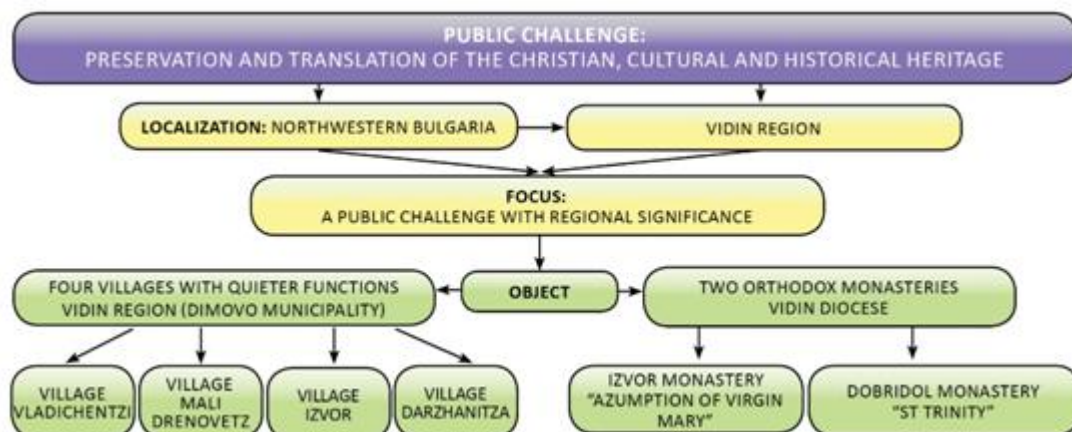 PUBLIC CHALLENGE:
PRESERVATION AND TRANSLATION OF THE CHRISTIAN, CULTURAL AND HISTORICAL HERITAGE
LOCALIZATION: NORTHWESTERN BULGARIA
VIDIN REGION
FOCUS:
A PUBLIC CHALLENGE WITH REGIONAL SIGNIFICANCE
FOUR VILLAGES WITH QUIETER FUNCTIONS
VIDIN REGION (DIMOVO MUNICIPALITY)
OBJECT
TWO ORTHODOX MONASTERIES
VIDIN DIOCESE
VILLAGE
VLADICHENTZI
VILLAGE
MALI
DRENOVETZ
VILLAGE
IZVOR
VILLAGE
DARZHANITZA
IZVOR MONASTERY
“AZUMPTION OF VIRGIN
MARY”
DOBRIDOL MONASTERY
“ST TRINITY”